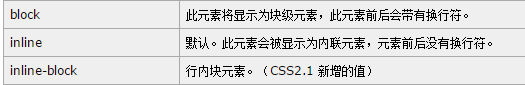 block 此元素将显示为块级元素，此元素前后会带有换行符。
inline 默认。此元素会被显示为内联元素，元素前后没有换行符。
inline-block 行内块元素。（CSS2.1 新增的值）